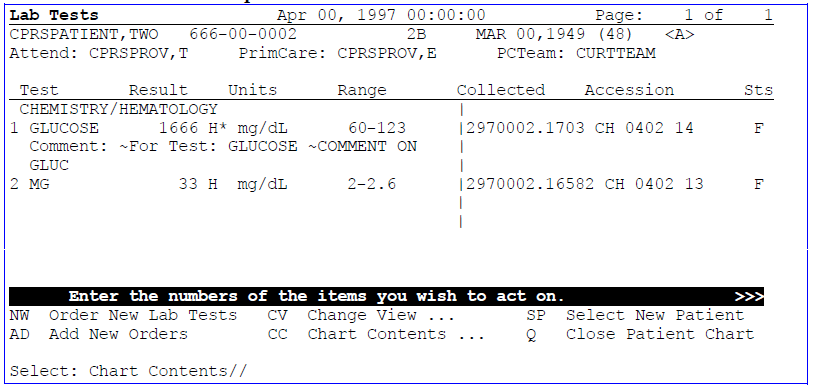 Lab Tests Apr 00, 1997 00:00:00 Page: 1 of 1
CPRSPATIENT,TWO 666-00-0002 2B MAR 00,1949 (48) <A>
Attend: CPRSPROV,T PrimCare: CPRSPROV,E PCTeam: CURTTEAM
Test Result Units Range Collected Accession Sts
CHEMISTRY/HEMATOLOGY |
1 GLUCOSE 1666 H* mg/dL 60-123 |2970002.1703 CH 0402 14 F
Comment: ~For Test: GLUCOSE ~COMMENT ON |
GLUC |
2 MG 33 H mg/dL 2-2.6 |2970002.16582 CH 0402 13 F
|
|
Enter the numbers of the items you wish to act on. >>>
NW Order New Lab Tests CV Change View ... SP Select New Patient
AD Add New Orders CC Chart Contents ... Q Close Patient Chart
Select: Chart Contents//